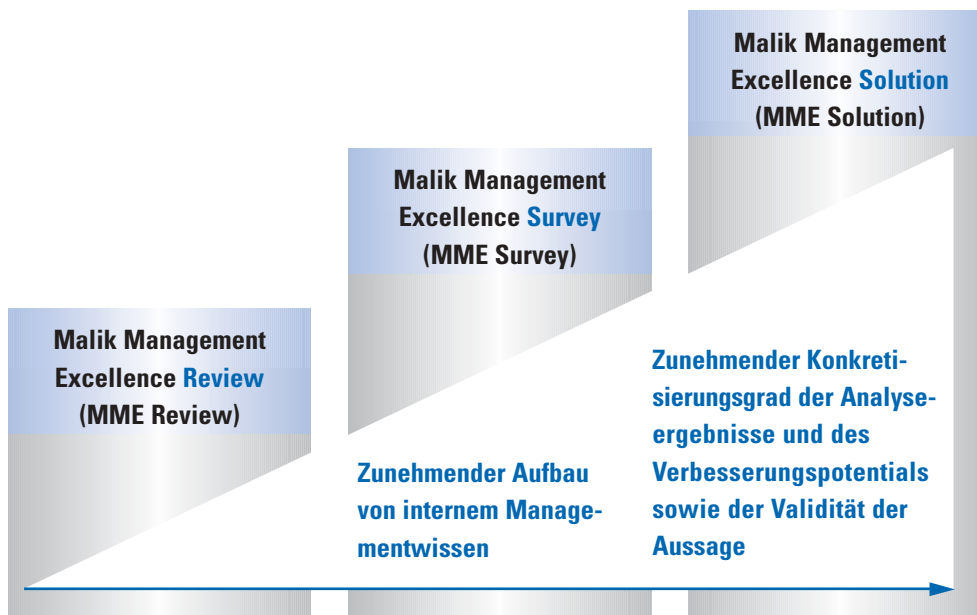 Malik Management
Excellence Solution
(MME Solution)
Malik Management
Excellence Survey
(MME Survey)
Malik Management
Excellence Review
(MME Review)
Zunehmender Aufbau
von internem Manage-
mentwissen
Zunehmender Konkreti-
sierungsgrad der Analyse-
ergebnisse und des
Verbesserungspotentials
sowie der Validität der
Aussage